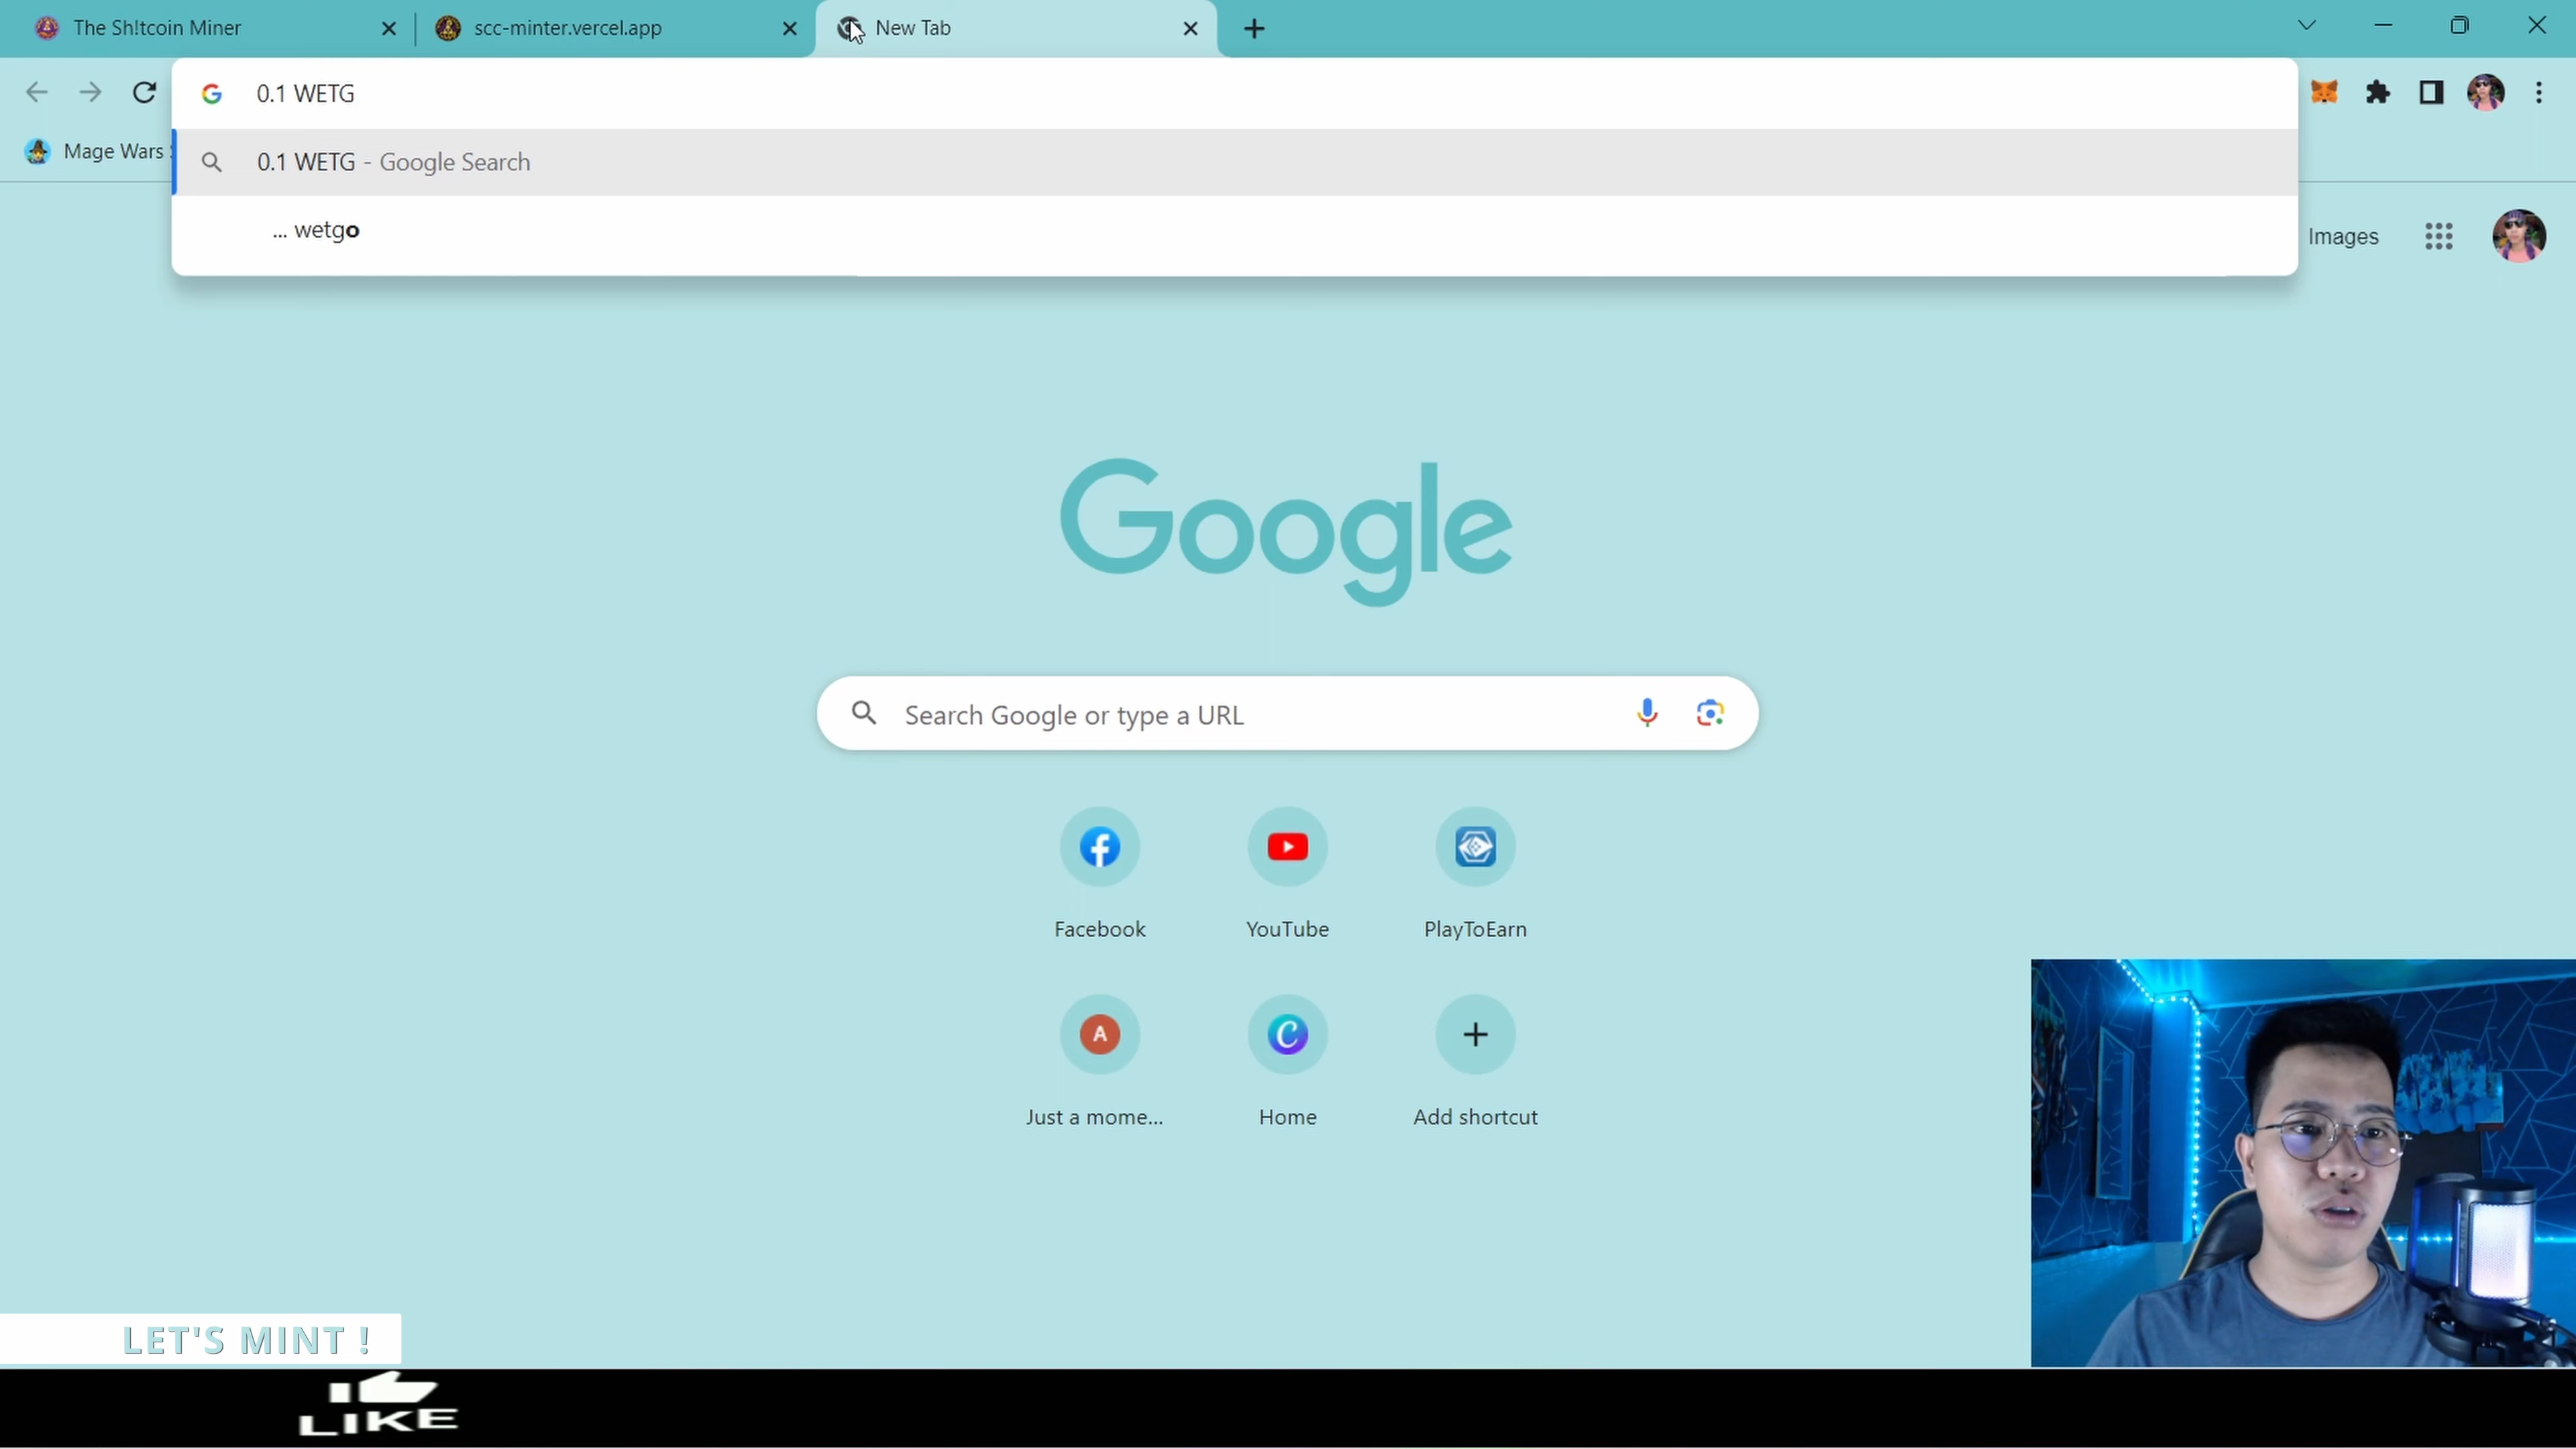 The Sh!tcoin Miner
scc-minter.vercel.app
New Tab
0.1 WETG
Mage Wars
0.1 WETG - Google Search
... wetgo
Images
Google
Search Google or type a URL
Facebook
YouTube
PlayToEarn
A
C
Just a mome...
Home
Add shortcut
LET'S MINT !
LIKE